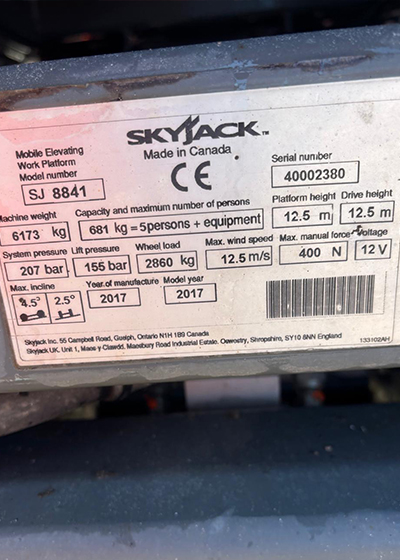 SKYJACK™
Made in Canada
CE
Mobile Elevating
Work Platform
Model number
SJ 8841
Serial number
40002380
Machine weight
6173 kg
Capacity and maximum number of persons
681 kg = 5persons + equipment
Platform height
12.5 m
Drive height
12.5 m
System pressure
207 bar
Lift pressure
155 bar
Wheel load
2860 kg
Max. wind speed
12.5 m/s
Max. manual force
400 N
Voltage
12 V
Max. incline
4.5° 2.5°
Year of manufacture
2017
Model year
2017
Skyjack Inc. 55 Campbell Road, Guelph, Ontario N1H 1B9 Canada
Skyjack UK, Unit 1, Maes y Clawdd, Maesbury Road Industrial Estate. Oswestry, Shropshire, SY10 8NN England
133102AH